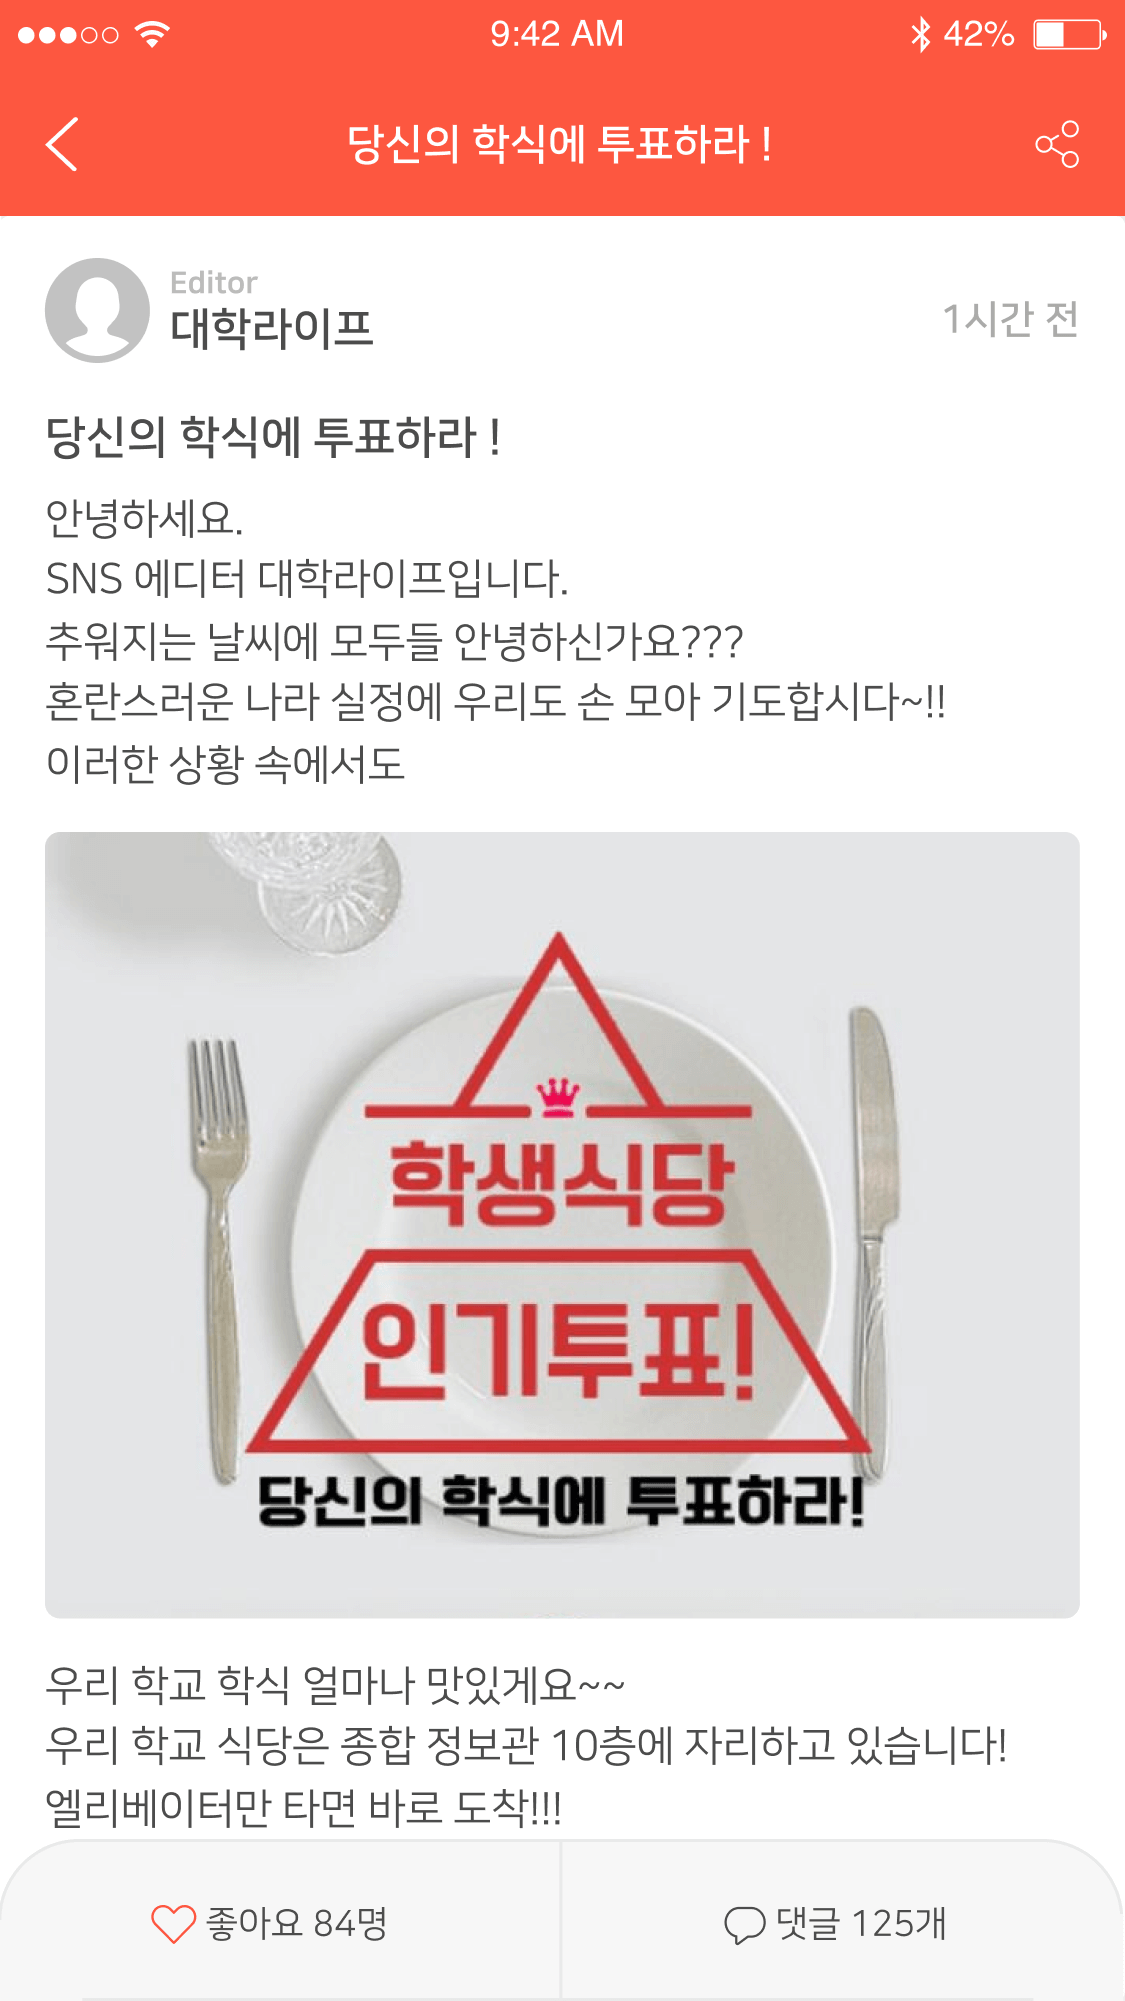 9:42 AM
42%
당신의 학식에 투표하라 !
Editor
대학라이프
1시간 전
당신의 학식에 투표하라 !
안녕하세요.
SNS 에디터 대학라이프입니다.
추워지는 날씨에 모두들 안녕하신가요???
혼란스러운 나라 실정에 우리도 손 모아 기도합시다~!!
이러한 상황 속에서도
학생식당
인기투표!
당신의 학식에 투표하라!
우리 학교 학식 얼마나 맛있게요~~
우리 학교 식당은 종합 정보관 10층에 자리하고 있습니다!
엘리베이터만 타면 바로 도착!!!
좋아요 84명
댓글 125개